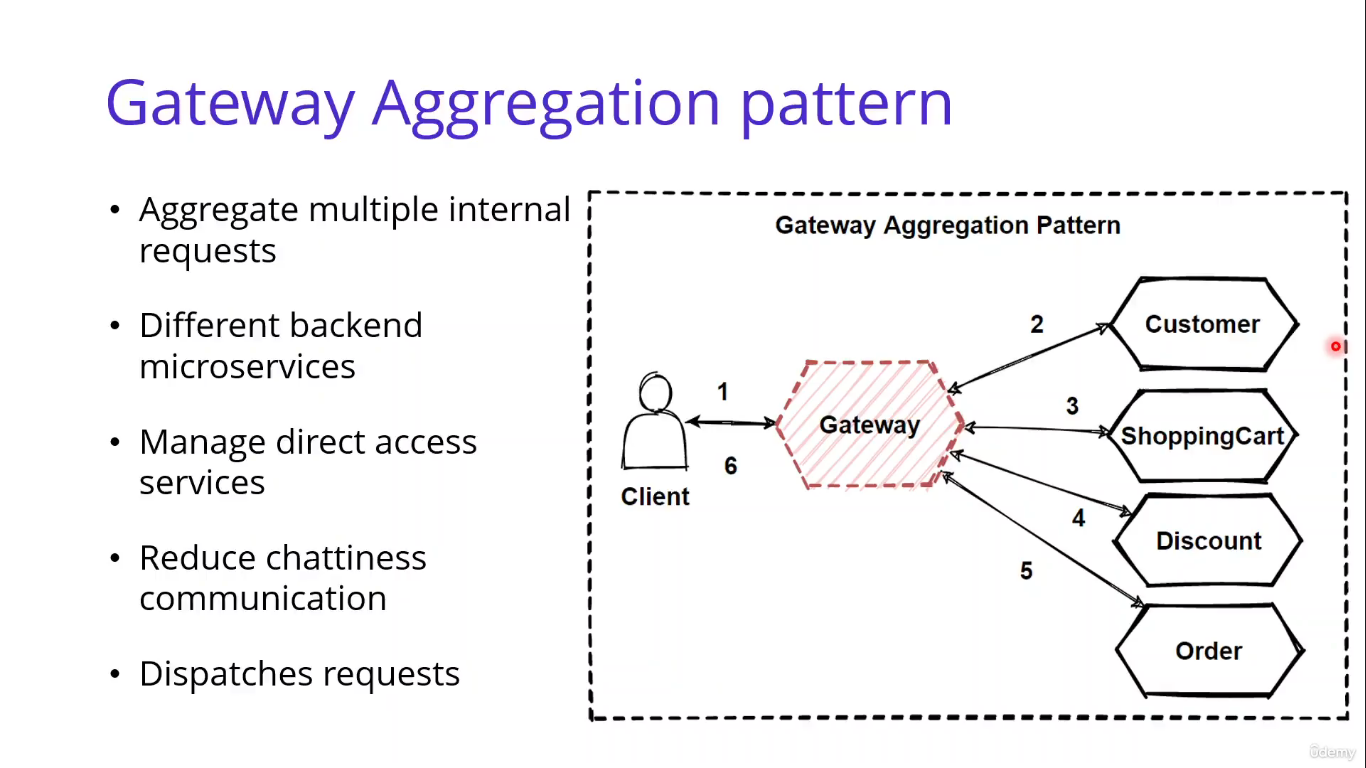 Gateway Aggregation pattern
• Aggregate multiple internal
requests
• Different backend
microservices
• Manage direct access
services
• Reduce chattiness
communication
• Dispatches requests
Gateway Aggregation Pattern
Client
1
6
Gateway
2
3
4
5
Customer
ShoppingCart
Discount
Order
ûdemy